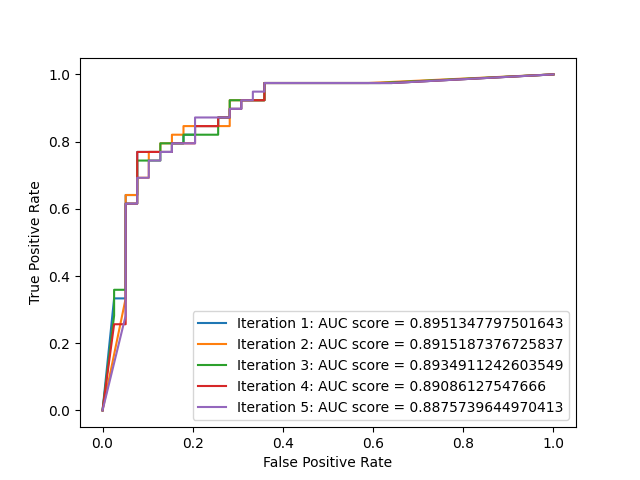 1.0
0.8
0.6
0.4
0.2
0.0
True Positive Rate
Iteration 1: AUC score = 0.8951347797501643
Iteration 2: AUC score = 0.8915187376725837
Iteration 3: AUC score = 0.8934911242603549
Iteration 4: AUC score = 0.89086127547666
Iteration 5: AUC score = 0.8875739644970413
0.0 0.2 0.4 0.6 0.8 1.0
False Positive Rate